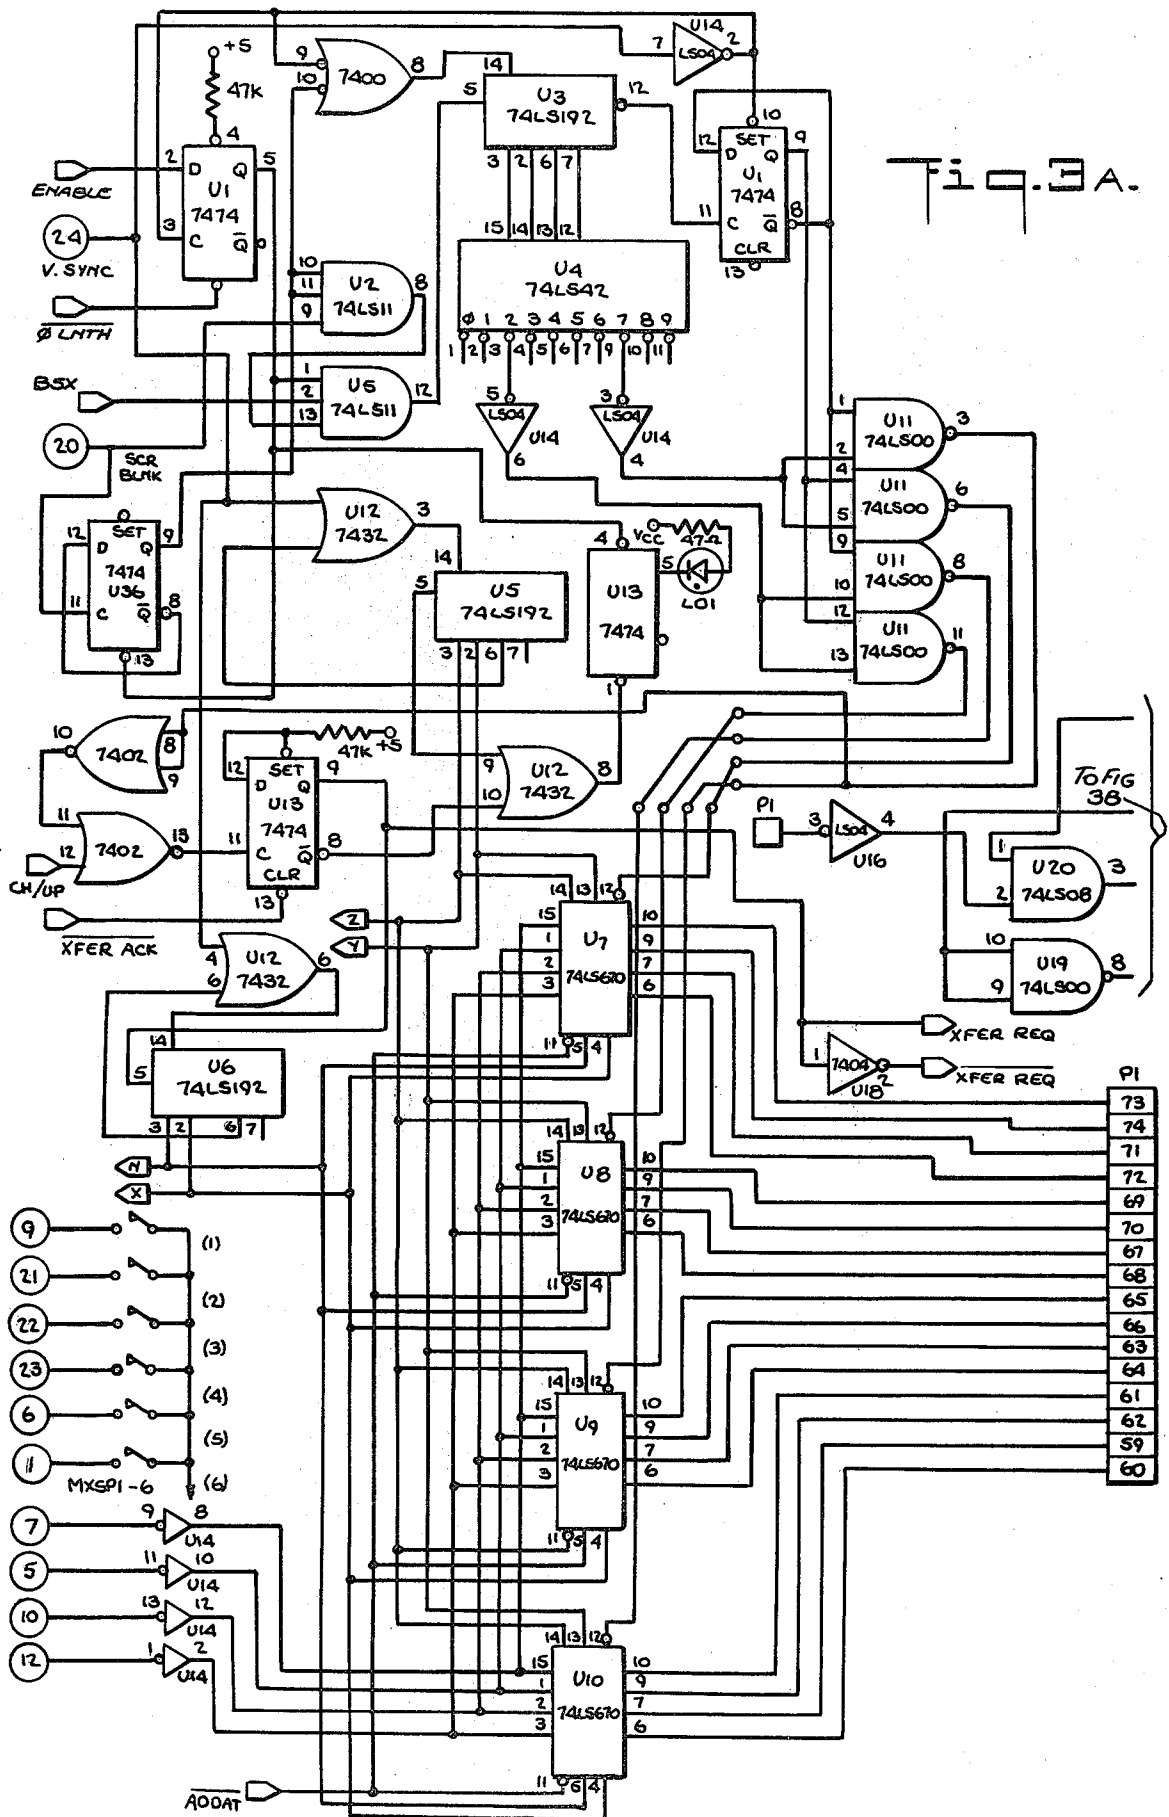 Fig. 3A.
+5
47K
9
10
7400
8
14
5
U3
74LS192
12
3 2 6 7
7
U14
LS04
2
10
SET
12 D Q 9
U1
7474
11 C Q 8
CLR
13
4
2 D Q 5
U1
7474
3 C Q
ENABLE
24
V. SYNC
Ø LNTH
10
11
9
U2
74LS11
8
15 14 13 12
U4
74LS42
Ø 1 2 3 4 5 6 7 8 9
1 2 3 4 5 6 7 9 10 11
BSX
1
2
13
U5
74LS11
12
20
SCR
BLNK
5
LS04
U14
6
3
LS04
U14
4
1
2
U11
74LS00
3
4
5
U11
74LS00
6
9
10
U11
74LS00
8
12
13
U11
74LS00
11
SET
12 D Q 9
7474
U36
11 C Q 8
13
U12
7432
3
14
5
U5
74LS192
3 2 6 7
4
VCC
47Ω
5
LO1
U13
7474
1
10
7402
8
9
47K +5
SET
12 D Q 9
U13
7474
11 C Q 8
CLR
13
11
12
7402
13
CH/UP
XFER ACK
9
10
U12
7432
8
P1
3
LS04
4
U16
TO FIG
3B
1
2
U20
74LS08
3
10
9
U19
74LS00
8
Z
Y
4
6
U12
7432
6
14
5
U6
74LS192
3 2 6 7
N
X
14 13 12
15
1
2
3
U7
74LS670
10
9
7
6
11 5 4
XFER REQ
1
7404
2
U18
XFER REQ
14 13 12
15
1
2
3
U8
74LS670
10
9
7
6
11 5 4
14 13 12
15
1
2
3
U9
74LS670
10
9
7
6
11 5 4
14 13 12
15
1
2
3
U10
74LS670
10
9
7
6
11 6 4
P1
73
74
71
72
69
70
67
68
65
66
63
64
61
62
59
60
9
(1)
21
(2)
22
(3)
23
(4)
6
(5)
11
MXSP1-6
(6)
7
9 8
U14
5
11 10
U14
10
13 12
U14
12
1 2
U14
AODAT